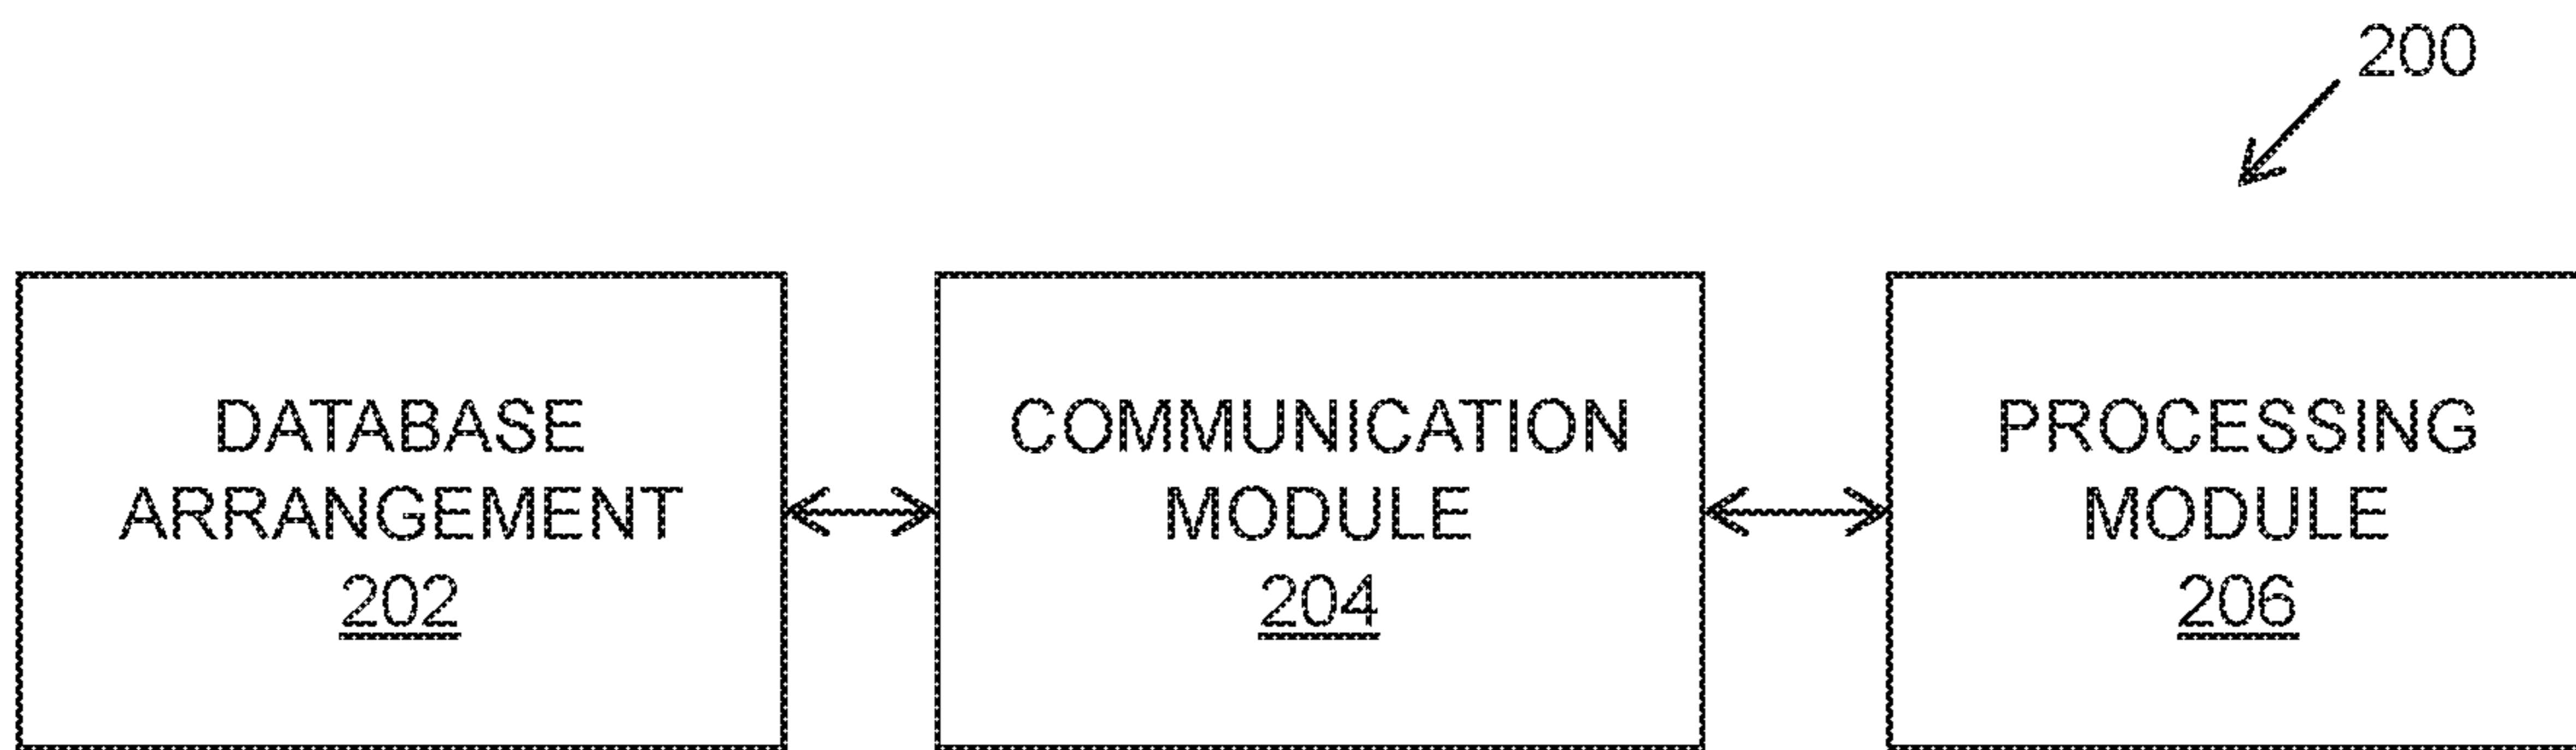 200
DATABASE
ARRANGEMENT
202
COMMUNICATION
MODULE
204
PROCESSING
MODULE
206